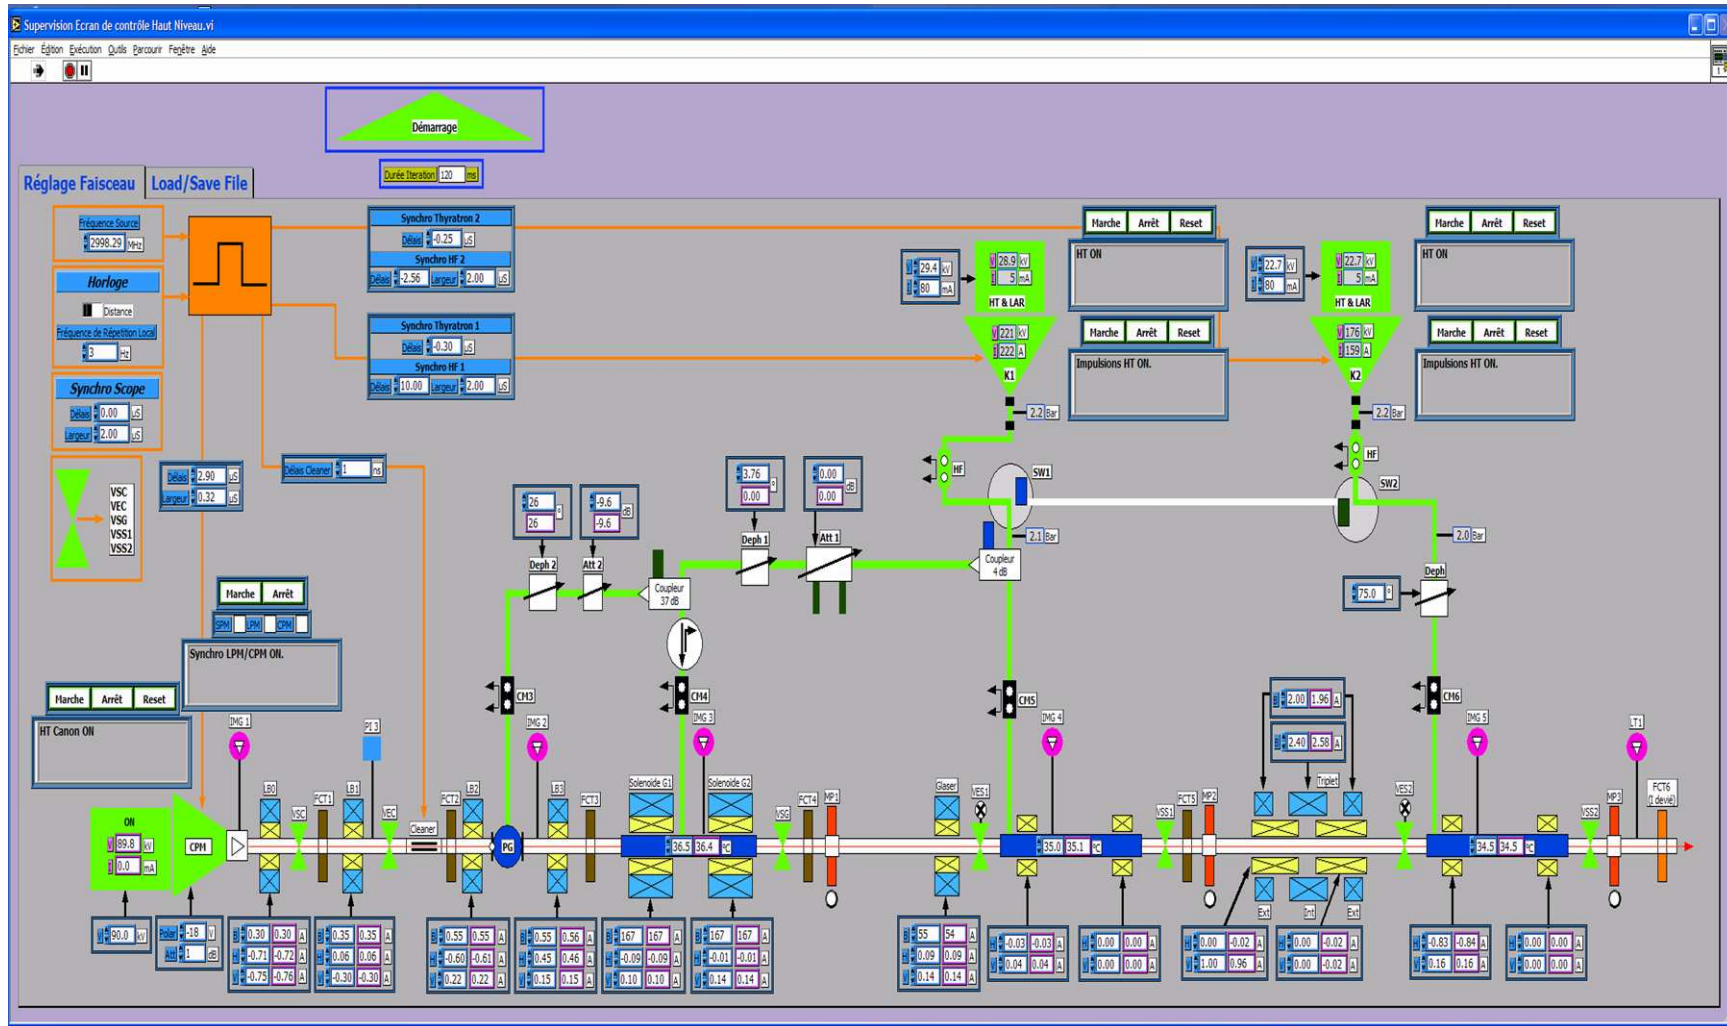 Supervision Ecran de contrôle Haut Niveau.vi
Fichier Édition Exécution Outils Parcourir Fenêtre Aide
Démarrage
Durée Iteration 120 ms
Réglage Faisceau Load/Save File
Fréquence Source
2998.29 MHz
Horloge
Distance
Fréquence de Répétition Local
3 Hz
Synchro Scope
Délais 0.00 µS
Largeur 2.00 µS
VSC
VEC
VSG
VSS1
VSS2
Synchro Thyratron 2
Délais -0.25 µS
Synchro HF 2
Délais -2.56 Largeur 2.00 µS
Synchro Thyratron 1
Délais -0.30 µS
Synchro HF 1
Délais 10.00 Largeur 2.00 µS
Délais 2.90 µS
Largeur 0.32 µS
Délais Cleaner 1 ns
V 29.4 kV
I 80 mA
V 28.9 kV
I 5 mA
HT & LAR
221 kV
222 A
K1
2.2 Bar
Marche Arrêt Reset
HT ON
Marche Arrêt Reset
Impulsions HT ON.
V 22.7 kV
I 80 mA
V 22.7 kV
I 5 mA
HT & LAR
176 kV
159 A
K2
2.2 Bar
Marche Arrêt Reset
HT ON
Marche Arrêt Reset
Impulsions HT ON.
HF
SW1
HF
SW2
2.1 Bar
2.0 Bar
26 °
26
-9.6 dB
-9.6
3.76 °
0.00
0.00 dB
0.00
Deph 2
Att 2
Deph 1
Att 1
Coupleur
37 dB
Coupleur
4 dB
Deph
75.0 °
Marche Arrêt
SPM LPM CPM
Synchro LPM/CPM ON.
Marche Arrêt Reset
HT Canon ON
CM3
CM4
CM5
CM6
IMG 1
PI 3
IMG 2
IMG 3
IMG 4
IMG 5
LT1
2.00 1.96 A
2.40 2.58 A
Triplet
LB0
VSC
FCT1
LB1
VEC
Cleaner
FCT2
LB2
LB3
FCT3
Solenoide G1
Solenoide G2
VSG
FCT4
MP1
Glaser
VES1
VSS1
FCT5
MP2
VES2
VSS2
MP3
FCT6
(I devié)
ON
V 89.8 kV
I 0.0 mA
CPM
PG
36.5 36.4 °C
35.0 35.1 °C
34.5 34.5 °C
Ext
Int
Ext
V 90.0 kV
Polar -18 V
Att 1 dB
B 0.30 0.30 A
H -0.71 -0.72 A
V -0.75 -0.76 A
B 0.35 0.35 A
H 0.06 0.06 A
V -0.30 -0.30 A
B 0.55 0.55 A
H -0.60 -0.61 A
V 0.22 0.22 A
B 0.55 0.56 A
H 0.45 0.46 A
V 0.15 0.15 A
B 167 167 A
H -0.09 -0.09 A
V 0.10 0.10 A
B 167 167 A
H -0.01 -0.01 A
V 0.14 0.14 A
B 55 54 A
H 0.09 0.09 A
V 0.14 0.14 A
H -0.03 -0.03 A
V 0.04 0.04 A
H 0.00 0.00 A
V 0.00 0.00 A
H 0.00 -0.02 A
V 1.00 0.96 A
H 0.00 -0.02 A
V 0.00 -0.02 A
H -0.83 -0.84 A
V 0.16 0.16 A
H 0.00 0.00 A
V 0.00 0.00 A